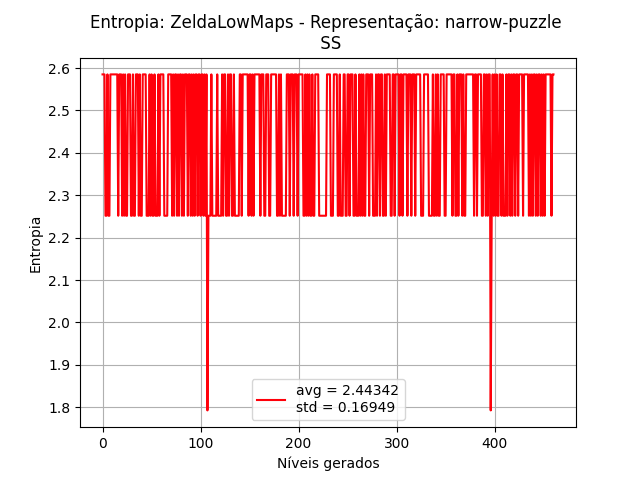 Entropia: ZeldaLowMaps - Representação: narrow-puzzle
SS
2.6
2.5
2.4
2.3
2.2
2.1
2.0
1.9
1.8
Entropia
avg = 2.44342
std = 0.16949
0 100 200 300 400
Níveis gerados